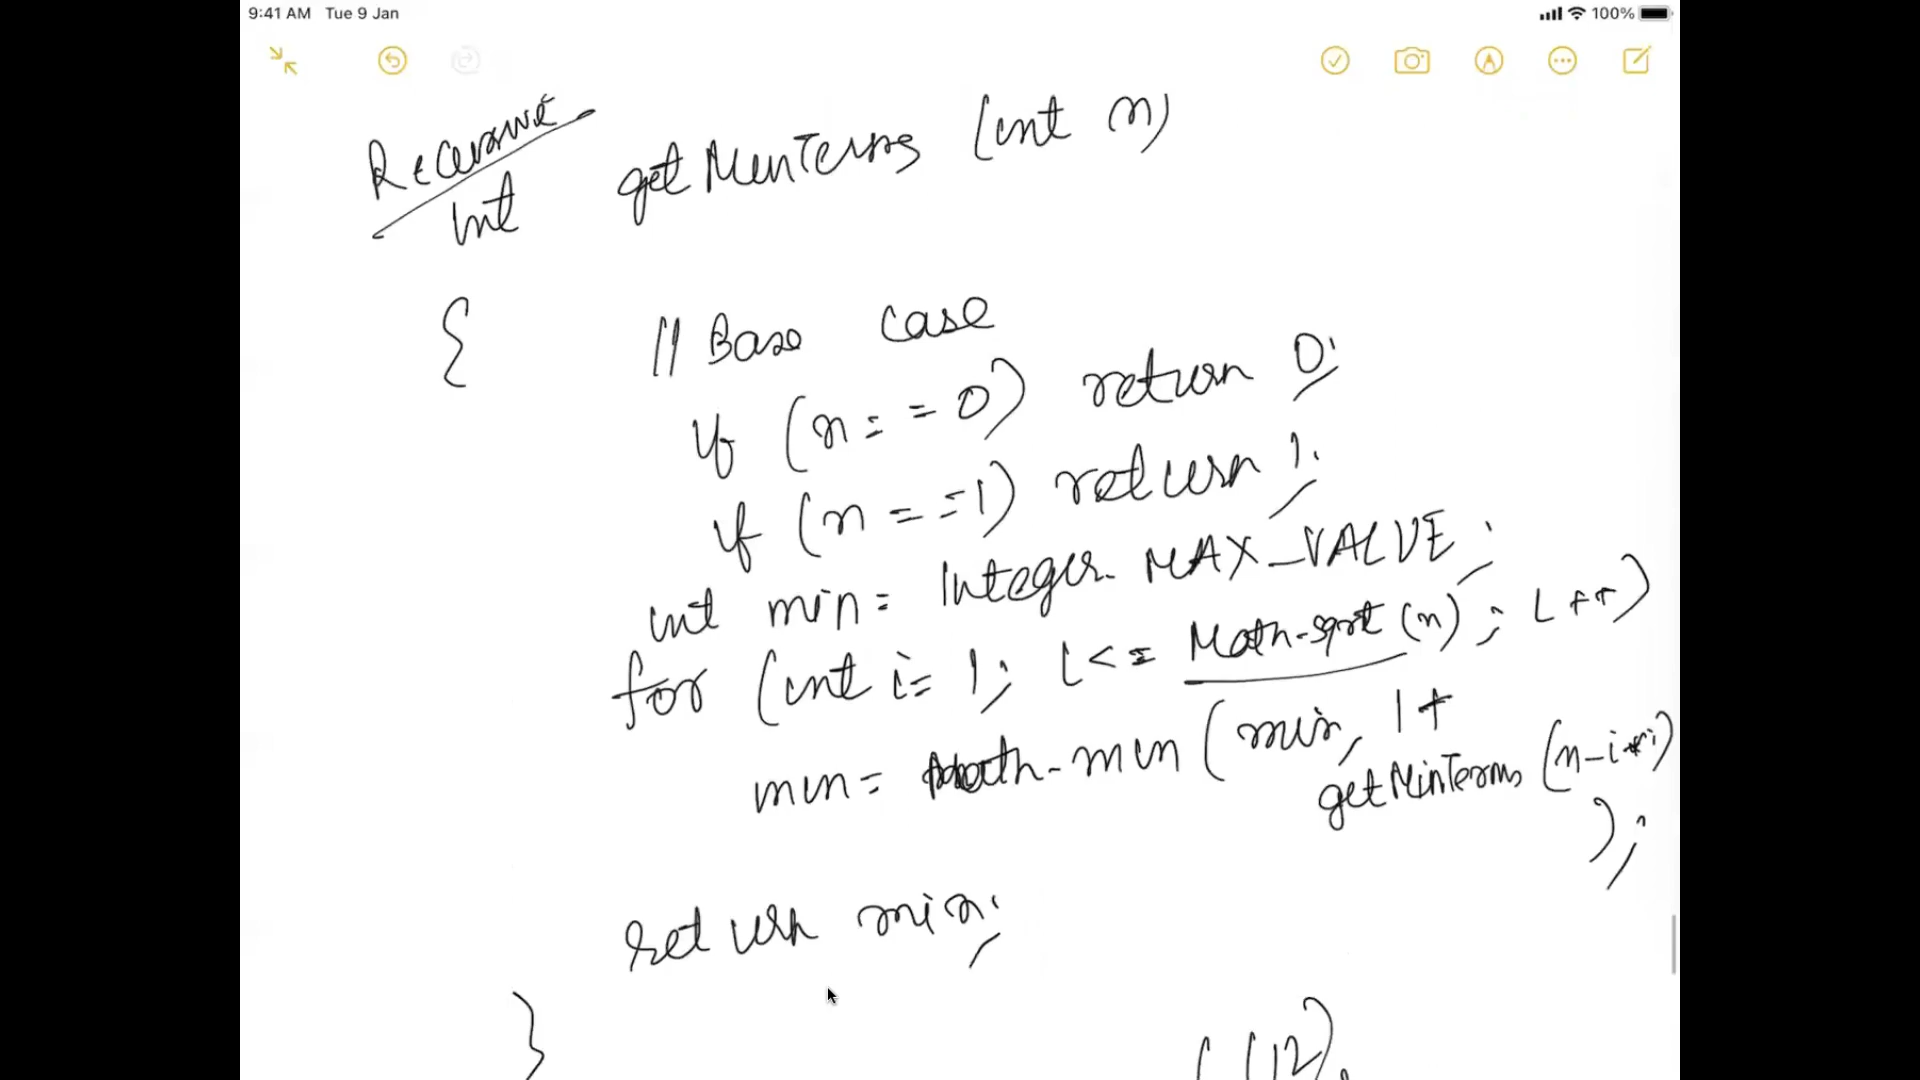 9:41 AM Tue 9 Jan
100%
Recursive
int getMinTerms (int n)
{
// Base case
if (n == 0) return 0;
if (n == 1) return 1;
int min = Integer. MAX_VALUE;
for (int i = 1; i <= Math.sqrt (n); i++)
min = Math.min (min, 1 +
getMinTerms (n-i*i)
);
return min;
}
(12)